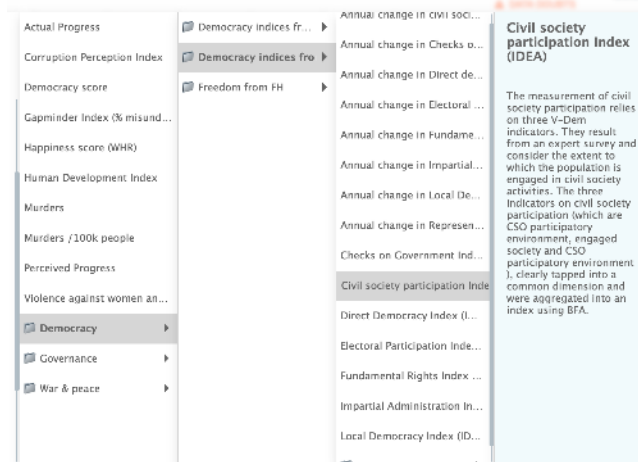 Actual Progress
Corruption Perception Index
Democracy score
Gapminder Index (% misund...
Happiness score (WHR)
Human Development Index
Murders
Murders /100k people
Perceived Progress
Violence against women an...
Democracy
Governance
War & peace
Democracy indices fr...
Democracy indices fro
Freedom from FH
Annual change in civil soci...
Annual change in Checks o...
Annual change in Direct de...
Annual change in Electoral ...
Annual change in Fundame...
Annual change in Impartial...
Annual change in Local De...
Annual change in Represen...
Checks on Government Ind...
Civil society participation Inde
Direct Democracy Index (I...
Electoral Participation Inde...
Fundamental Rights Index ...
Impartial Administration In...
Local Democracy Index (ID...
Civil society
participation Index
(IDEA)
The measurement of civil
society participation relies
on three V-Dem
indicators. They result
from an expert survey and
consider the extent to
which the population is
engaged in civil society
activities. The three
indicators on civil society
participation (which are
CSO participatory
environment, engaged
society and CSO
participatory environment
), clearly tapped into a
common dimension and
were aggregated into an
index using BFA.